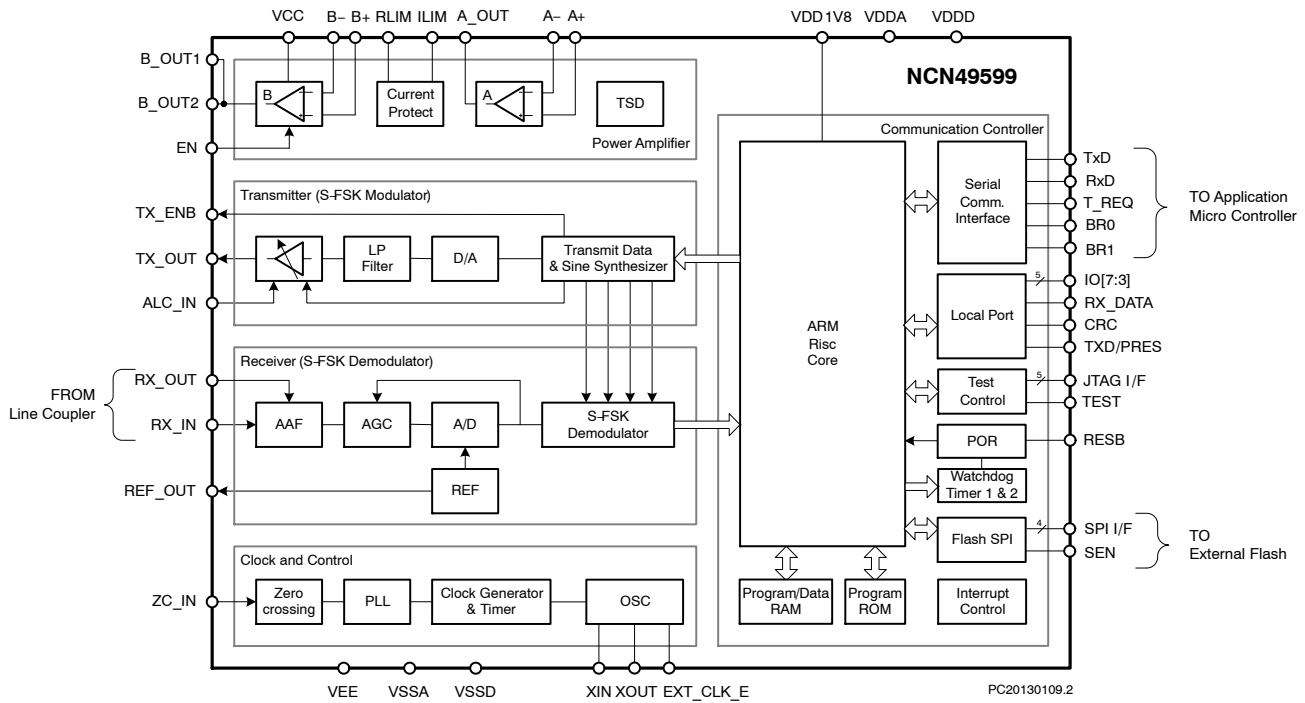 VCC
B− B+ RLIM ILIM A_OUT A− A+
VDD1V8
VDDA
VDDD
B_OUT1
B_OUT2
EN
B
Current
Protect
A
TSD
Power Amplifier
NCN49599
Communication Controller
Transmitter (S−FSK Modulator)
TX_ENB
TX_OUT
ALC_IN
LP
Filter
D/A
Transmit Data
& Sine Synthesizer
ARM
Risc
Core
Serial
Comm.
Interface
TxD
RxD
T_REQ
BR0
BR1
TO Application
Micro Controller
Local Port
5
IO[7:3]
RX_DATA
CRC
TXD/PRES
Receiver (S−FSK Demodulator)
FROM
Line Coupler
RX_OUT
RX_IN
REF_OUT
AAF
AGC
A/D
S−FSK
Demodulator
REF
Test
Control
5
JTAG I/F
TEST
POR
RESB
Watchdog
Timer 1 & 2
Flash SPI
4
SPI I/F
SEN
TO
External Flash
Clock and Control
ZC_IN
Zero
crossing
PLL
Clock Generator
& Timer
OSC
Program/Data
RAM
Program
ROM
Interrupt
Control
VEE
VSSA
VSSD
XIN XOUT EXT_CLK_E
PC20130109.2